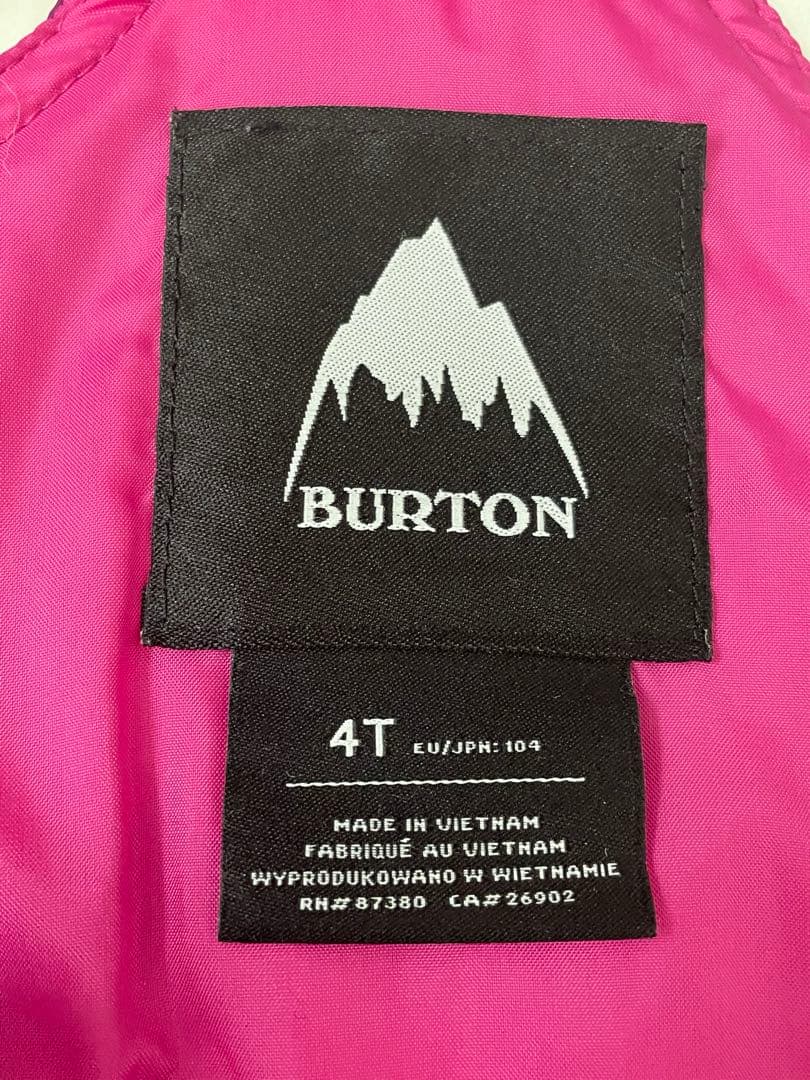 BURTON
4T EU/JPN: 104
MADE IN VIETNAM
FABRIQUÉ AU VIETNAM
WYPRODUKOWANO W WIETNAMIE
RN# 87380 CA# 26902